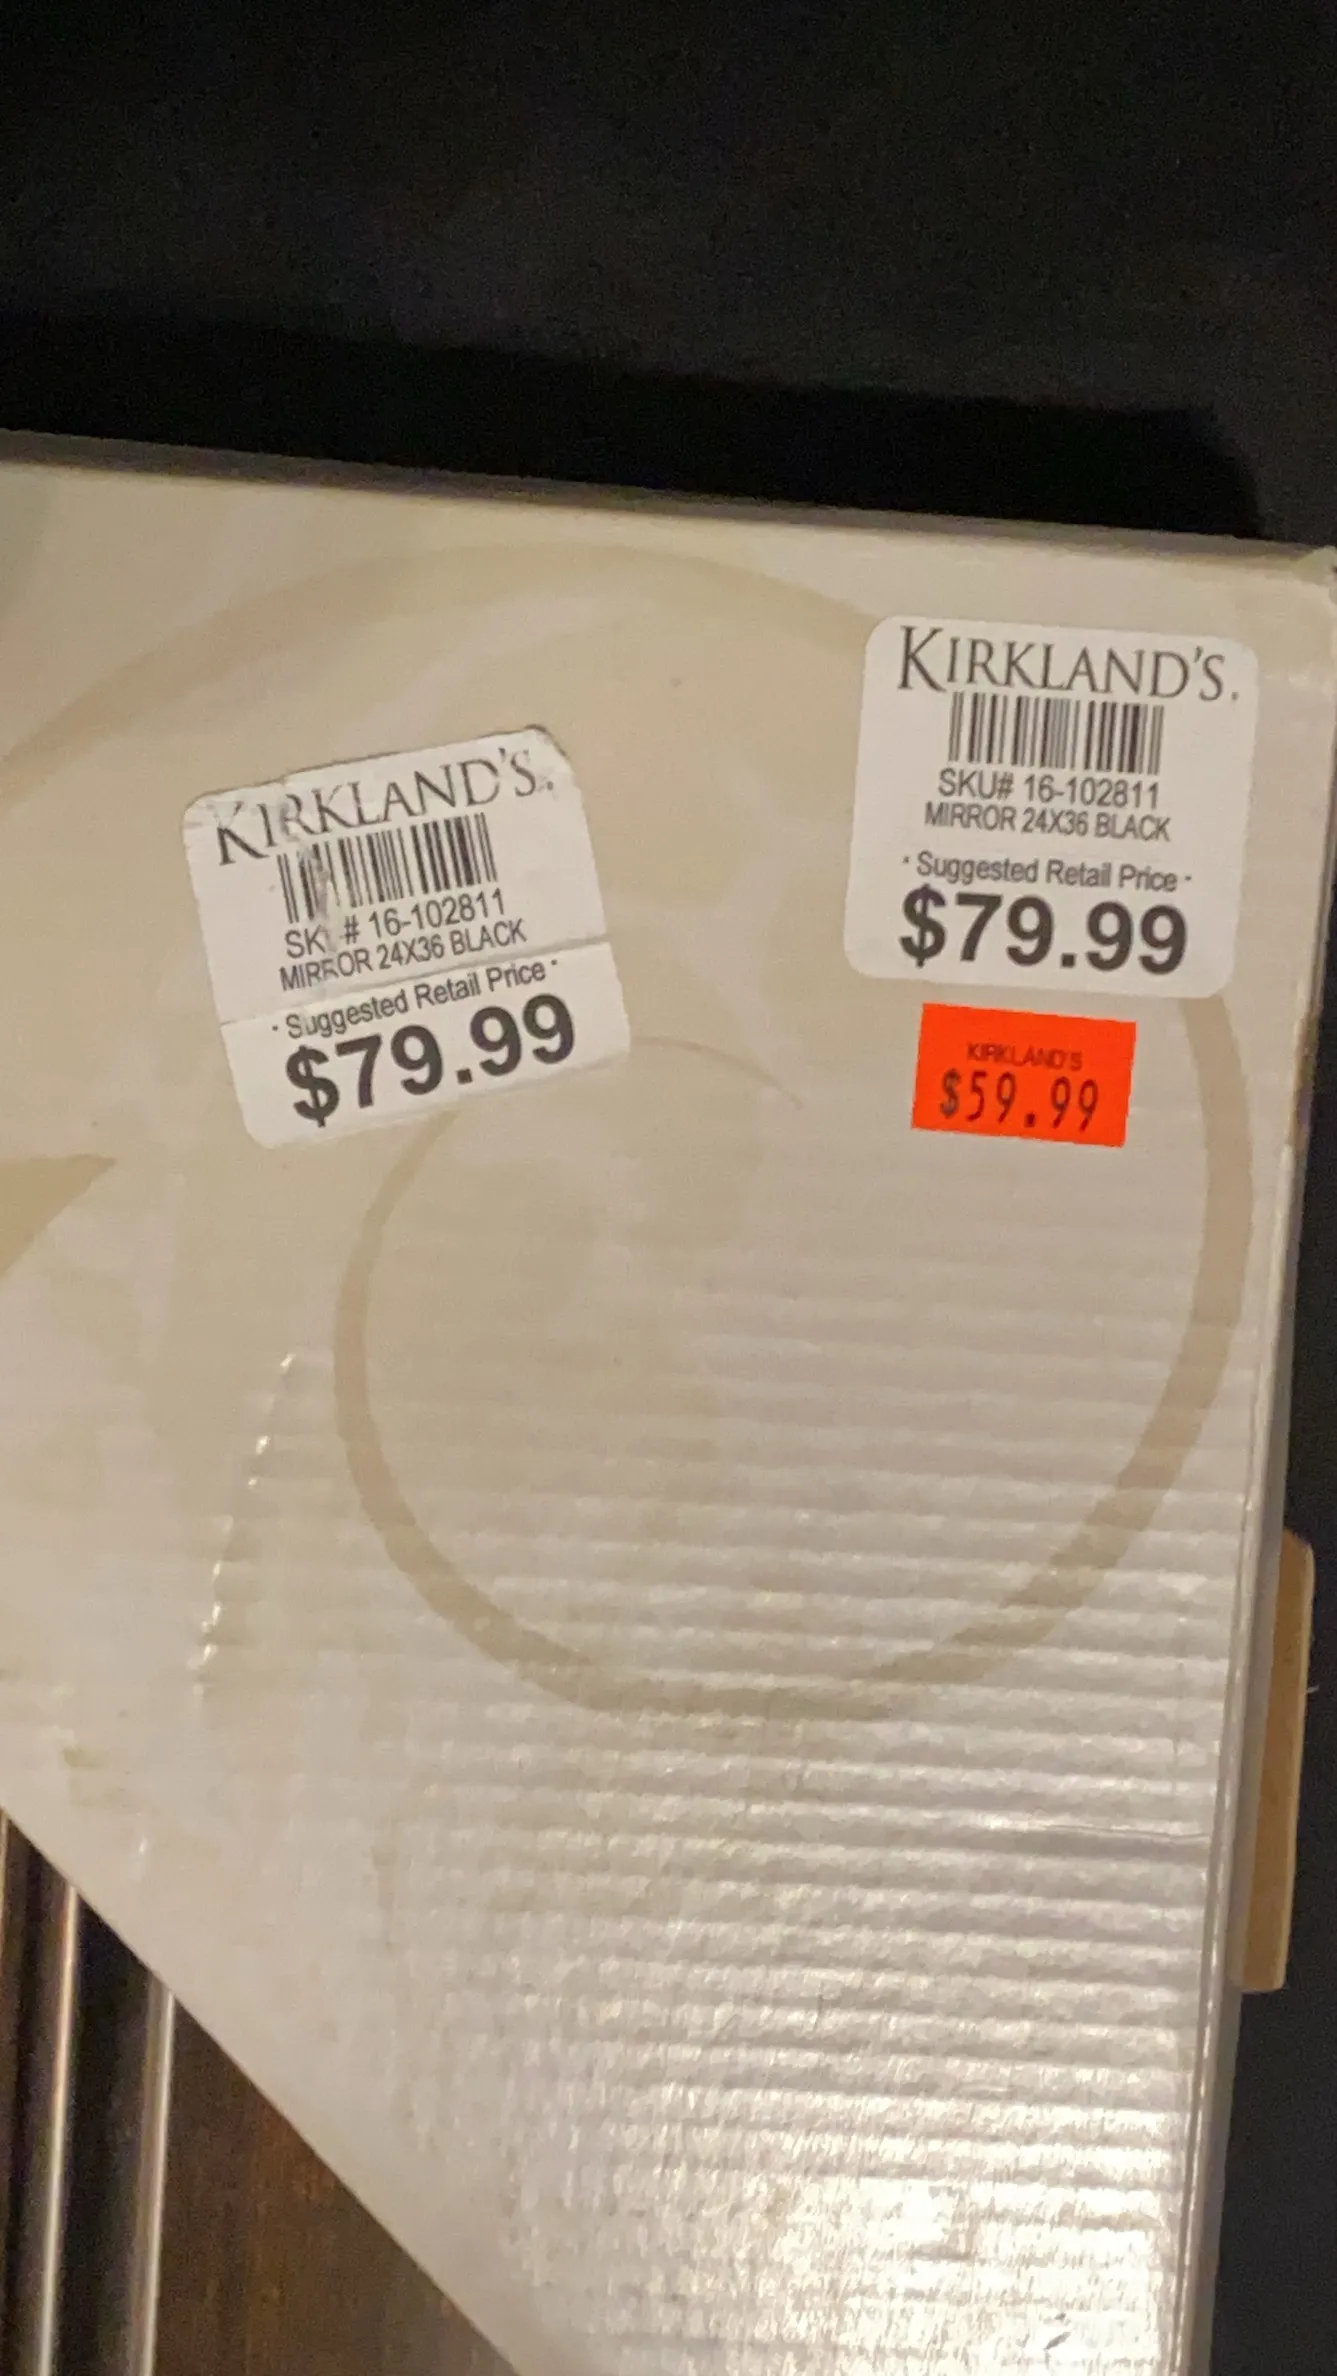 KIRKLAND'S.
SKU# 16-102811
MIRROR 24X36 BLACK
· Suggested Retail Price ·
$79.99
KIRKLAND'S.
SKU# 16-102811
MIRROR 24X36 BLACK
· Suggested Retail Price ·
$79.99
KIRKLAND'S
$59.99